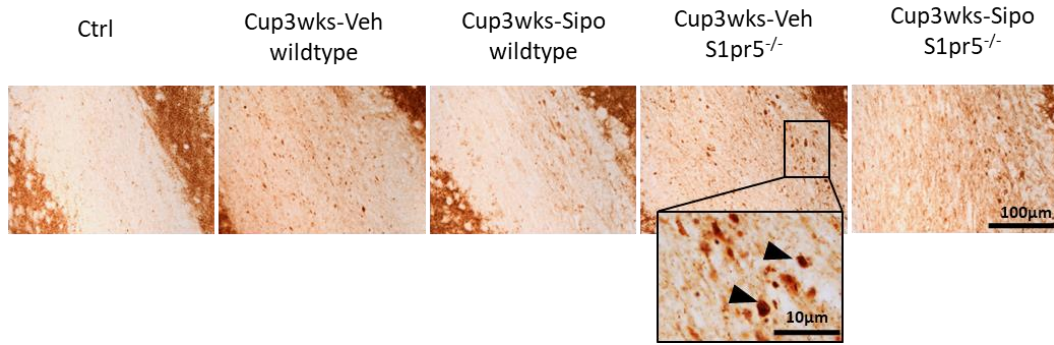 Ctrl
Cup3wks-Veh
wildtype
Cup3wks-Sipo
wildtype
Cup3wks-Veh
S1pr5-/-
Cup3wks-Sipo
S1pr5-/-
100µm
10µm